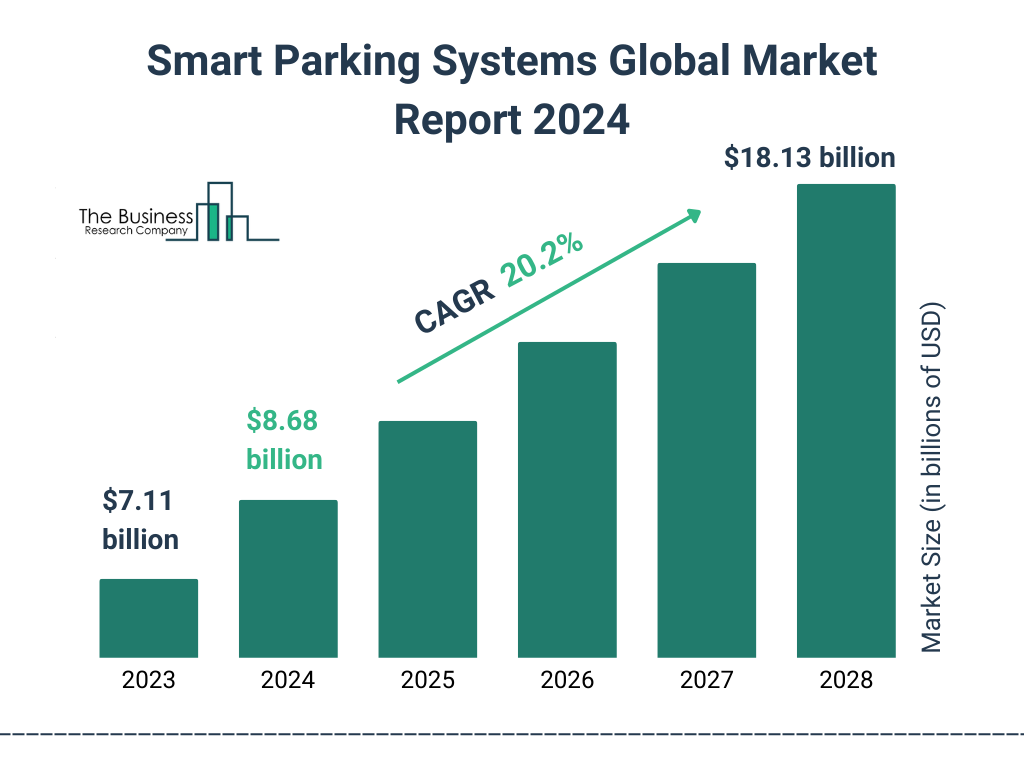 Smart Parking Systems Global Market
Report 2024
$18.13 billion
The Business
Research Company
CAGR 20.2%
$8.68
billion
$7.11
billion
Market Size (in billions of USD)
2023
2024
2025
2026
2027
2028